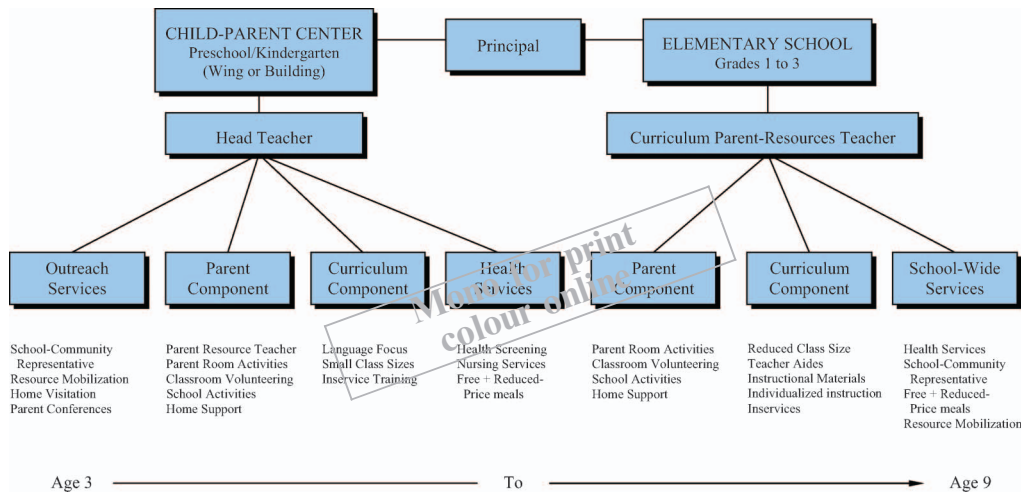 CHILD-PARENT CENTER
Preschool/Kindergarten
(Wing or Building)
Principal
ELEMENTARY SCHOOL
Grades 1 to 3
Head Teacher
Curriculum Parent-Resources Teacher
Outreach
Services
Parent
Component
Curriculum
Component
Health
Services
Parent
Component
Curriculum
Component
School-Wide
Services
Mono for print
colour online
School-Community
Representative
Resource Mobilization
Home Visitation
Parent Conferences
Parent Resource Teacher
Parent Room Activities
Classroom Volunteering
School Activities
Home Support
Language Focus
Small Class Sizes
Inservice Training
Health Screening
Nursing Services
Free + Reduced-
Price meals
Parent Room Activities
Classroom Volunteering
School Activities
Home Support
Reduced Class Size
Teacher Aides
Instructional Materials
Individualized instruction
Inservices
Health Services
School-Community
Representative
Free + Reduced-
Price meals
Resource Mobilization
Age 3
To
Age 9